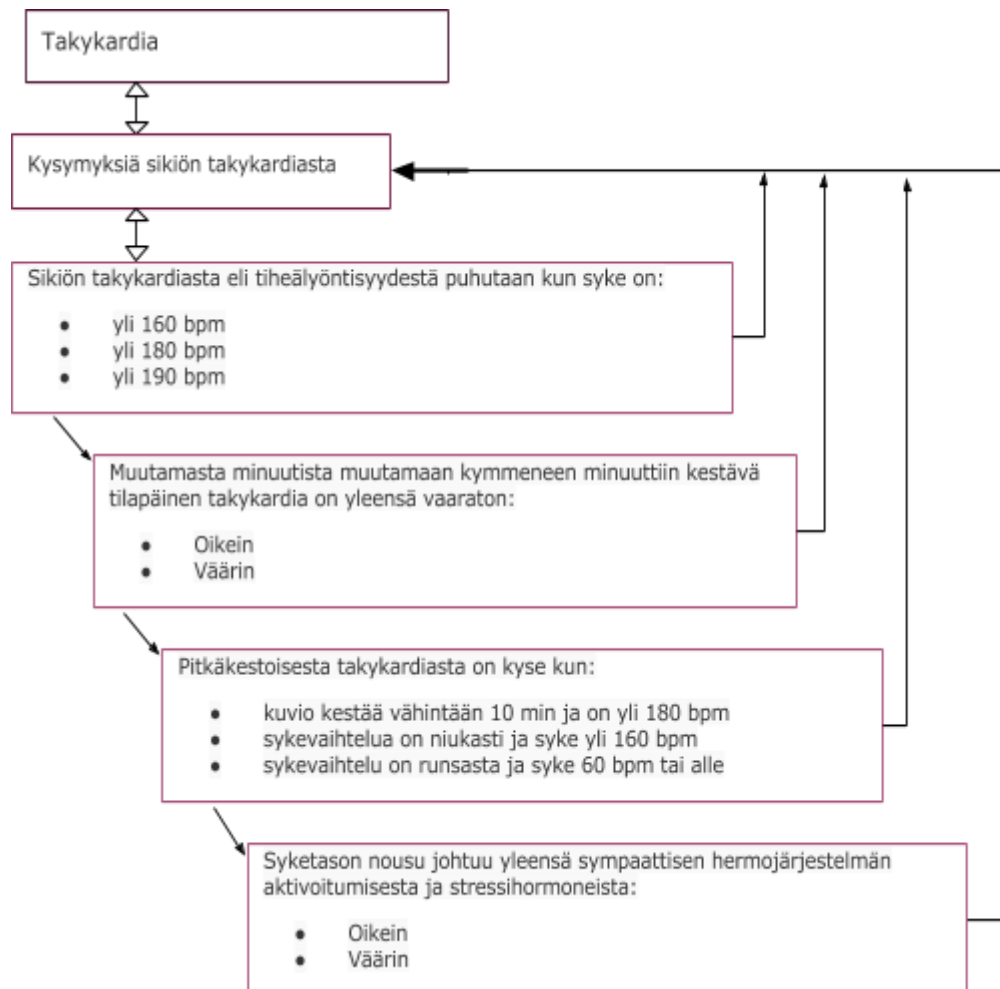 Takykardia
Kysymyksiä sikiön takykardiasta
Sikiön takykardiasta eli tiheälyöntisyydestä puhutaan kun syke on:
• yli 160 bpm
• yli 180 bpm
• yli 190 bpm
Muutamasta minuutista muutamaan kymmeneen minuuttiin kestävä
tilapäinen takykardia on yleensä vaaraton:
• Oikein
• Väärin
Pitkäkestoisesta takykardiasta on kyse kun:
• kuvio kestää vähintään 10 min ja on yli 180 bpm
• sykevaihtelua on niukasti ja syke yli 160 bpm
• sykevaihtelu on runsasta ja syke 60 bpm tai alle
Syketason nousu johtuu yleensä sympaattisen hermojärjestelmän
aktivoitumisesta ja stressihormoneista:
• Oikein
• Väärin